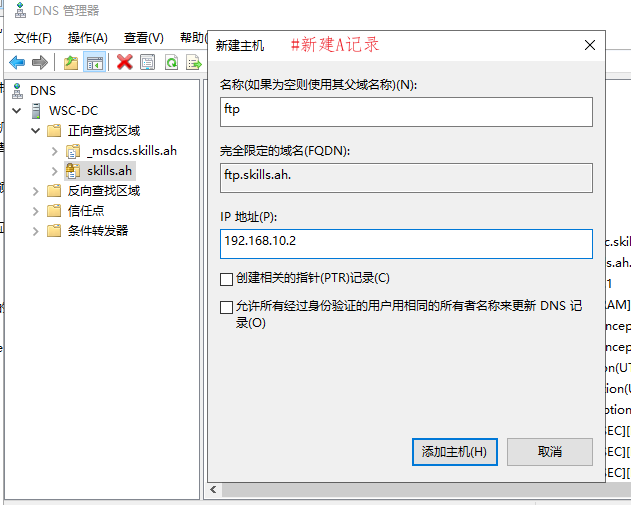 DNS 管理器
文件(F) 操作(A) 查看(V) 帮助(
DNS
WSC-DC
正向查找区域
_msdcs.skills.ah
skills.ah
反向查找区域
信任点
条件转发器
新建主机 #新建A记录
名称(如果为空则使用其父域名称)(N):
ftp
完全限定的域名(FQDN):
ftp.skills.ah.
IP 地址(P):
192.168.10.2
创建相关的指针(PTR)记录(C)
允许所有经过身份验证的用户用相同的所有者名称来更新 DNS 记
录(O)
添加主机(H) 取消
c.skil
s.ah.
1
RAM]
ncep
ncep
on(UT
ion(U
ption
SEC][
SEC][
SEC][